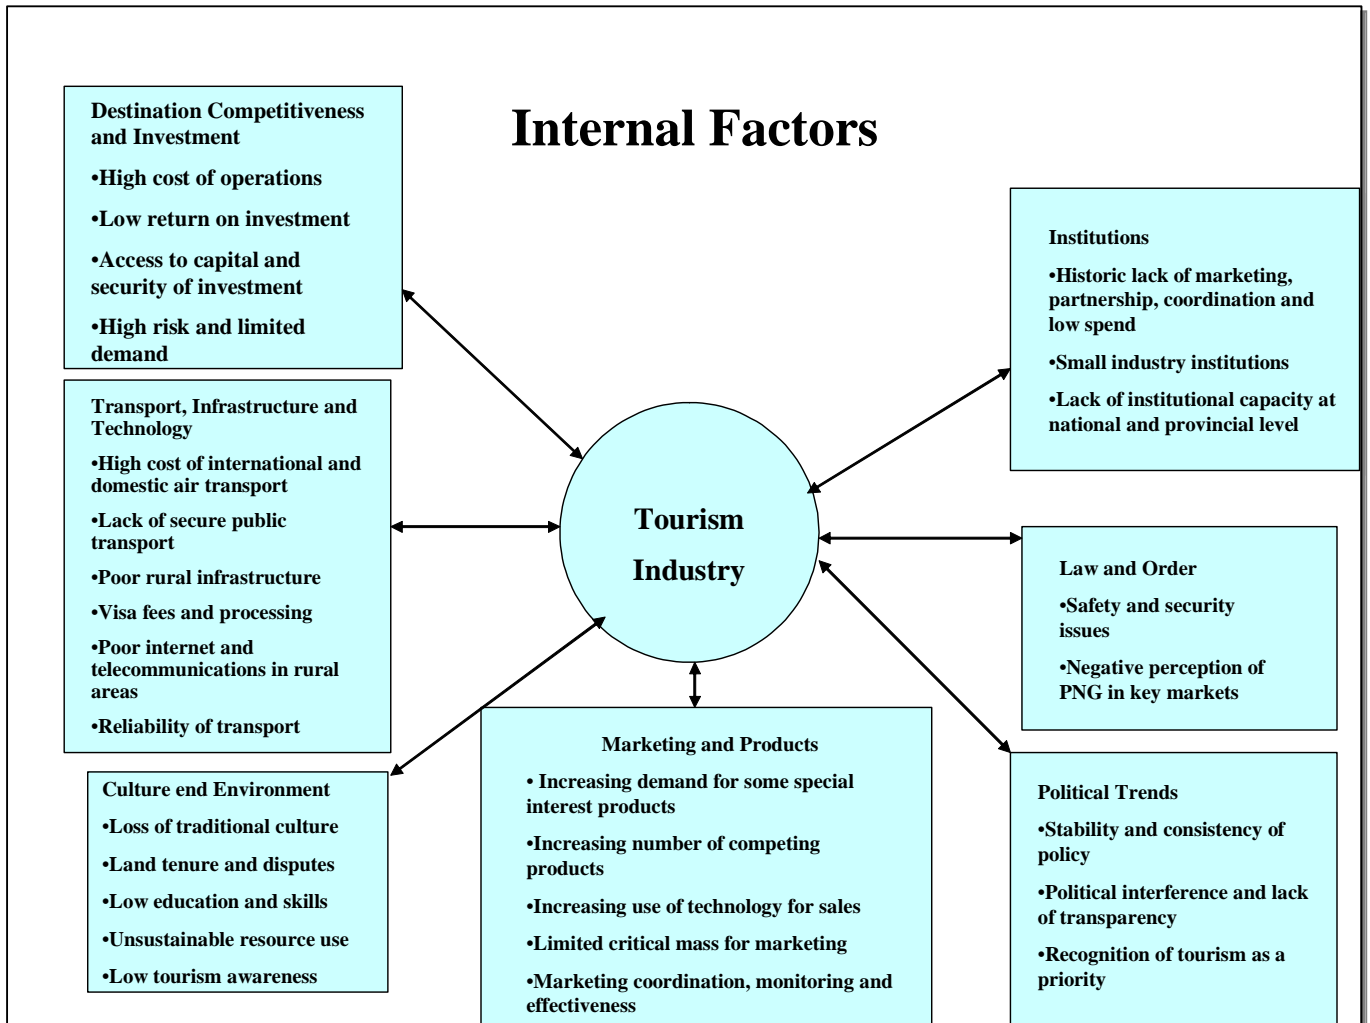 Internal Factors
Destination Competitiveness
and Investment
•High cost of operations
•Low return on investment
•Access to capital and
security of investment
•High risk and limited
demand
Transport, Infrastructure and
Technology
•High cost of international and
domestic air transport
•Lack of secure public
transport
•Poor rural infrastructure
•Visa fees and processing
•Poor internet and
telecommunications in rural
areas
•Reliability of transport
Culture end Environment
•Loss of traditional culture
•Land tenure and disputes
•Low education and skills
•Unsustainable resource use
•Low tourism awareness
Tourism
Industry
Marketing and Products
• Increasing demand for some special
interest products
•Increasing number of competing
products
•Increasing use of technology for sales
•Limited critical mass for marketing
•Marketing coordination, monitoring and
effectiveness
Institutions
•Historic lack of marketing,
partnership, coordination and
low spend
•Small industry institutions
•Lack of institutional capacity at
national and provincial level
Law and Order
•Safety and security
issues
•Negative perception of
PNG in key markets
Political Trends
•Stability and consistency of
policy
•Political interference and lack
of transparency
•Recognition of tourism as a
priority